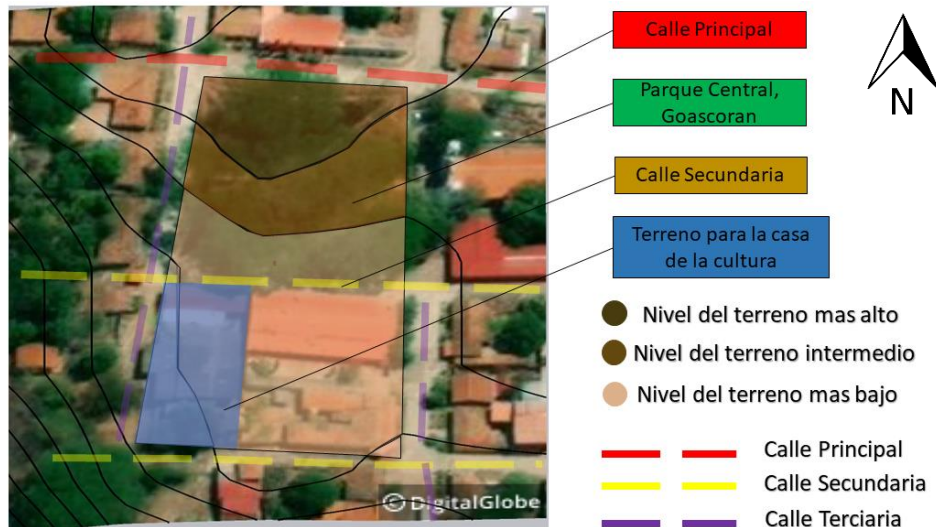 Calle Principal
Parque Central,
Goascoran
Calle Secundaria
Terreno para la casa
de la cultura
N
Nivel del terreno mas alto
Nivel del terreno intermedio
Nivel del terreno mas bajo
Calle Principal
Calle Secundaria
Calle Terciaria
© DigitalGlobe